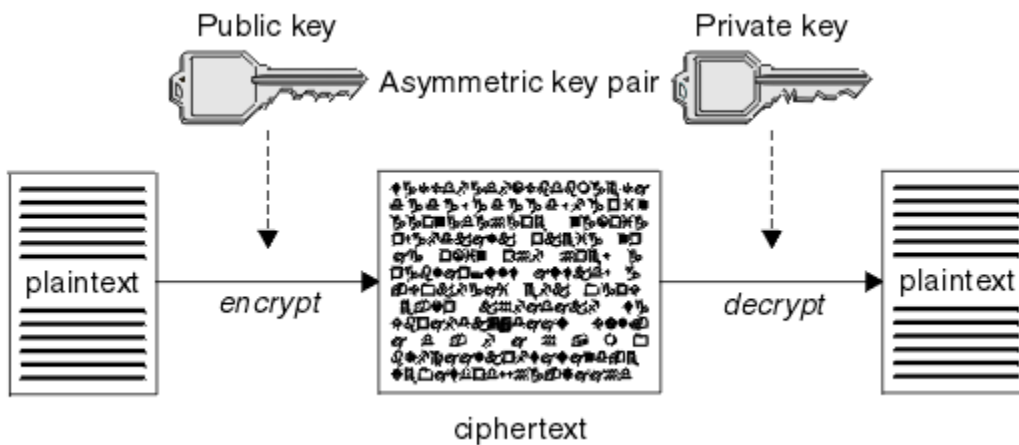 Public key
Private key
Asymmetric key pair
plaintext
encrypt
decrypt
plaintext
ciphertext